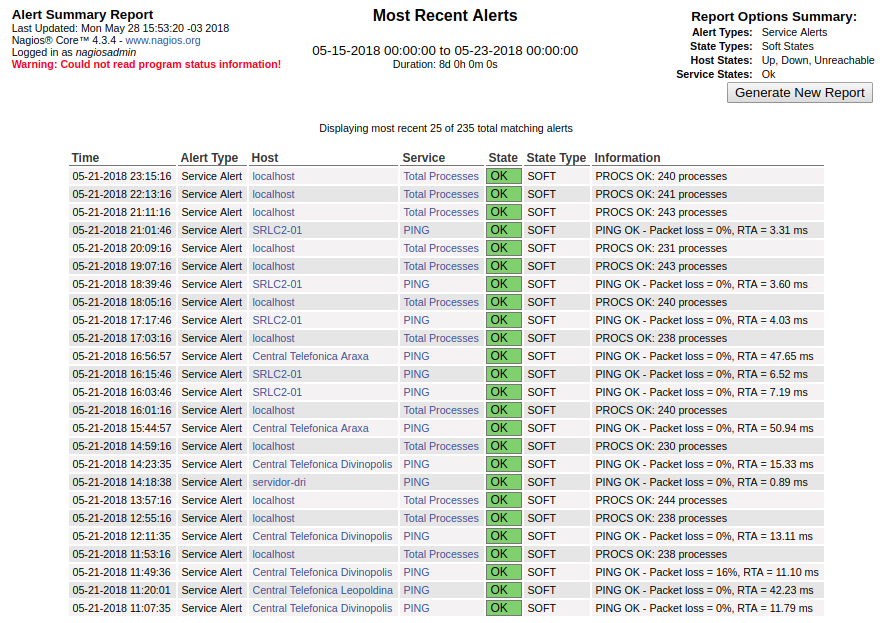 Alert Summary Report
Last Updated: Mon May 28 15:53:20 -03 2018
Nagios® Core™ 4.3.4 - www.nagios.org
Logged in as nagiosadmin
Warning: Could not read program status information!
Most Recent Alerts
05-15-2018 00:00:00 to 05-23-2018 00:00:00
Duration: 8d 0h 0m 0s
Report Options Summary:
Alert Types: Service Alerts
State Types: Soft States
Host States: Up, Down, Unreachable
Service States: Ok
Generate New Report
Displaying most recent 25 of 235 total matching alerts
Time Alert Type Host Service State State Type Information
05-21-2018 23:15:16 Service Alert localhost Total Processes OK SOFT PROCS OK: 240 processes
05-21-2018 22:13:16 Service Alert localhost Total Processes OK SOFT PROCS OK: 241 processes
05-21-2018 21:11:16 Service Alert localhost Total Processes OK SOFT PROCS OK: 243 processes
05-21-2018 21:01:46 Service Alert SRLC2-01 PING OK SOFT PING OK - Packet loss = 0%, RTA = 3.31 ms
05-21-2018 20:09:16 Service Alert localhost Total Processes OK SOFT PROCS OK: 231 processes
05-21-2018 19:07:16 Service Alert localhost Total Processes OK SOFT PROCS OK: 243 processes
05-21-2018 18:39:46 Service Alert SRLC2-01 PING OK SOFT PING OK - Packet loss = 0%, RTA = 3.60 ms
05-21-2018 18:05:16 Service Alert localhost Total Processes OK SOFT PROCS OK: 240 processes
05-21-2018 17:17:46 Service Alert SRLC2-01 PING OK SOFT PING OK - Packet loss = 0%, RTA = 4.03 ms
05-21-2018 17:03:16 Service Alert localhost Total Processes OK SOFT PROCS OK: 238 processes
05-21-2018 16:56:57 Service Alert Central Telefonica Araxa PING OK SOFT PING OK - Packet loss = 0%, RTA = 47.65 ms
05-21-2018 16:15:46 Service Alert SRLC2-01 PING OK SOFT PING OK - Packet loss = 0%, RTA = 6.52 ms
05-21-2018 16:03:46 Service Alert SRLC2-01 PING OK SOFT PING OK - Packet loss = 0%, RTA = 7.19 ms
05-21-2018 16:01:16 Service Alert localhost Total Processes OK SOFT PROCS OK: 240 processes
05-21-2018 15:44:57 Service Alert Central Telefonica Araxa PING OK SOFT PING OK - Packet loss = 0%, RTA = 50.94 ms
05-21-2018 14:59:16 Service Alert localhost Total Processes OK SOFT PROCS OK: 230 processes
05-21-2018 14:23:35 Service Alert Central Telefonica Divinopolis PING OK SOFT PING OK - Packet loss = 0%, RTA = 15.33 ms
05-21-2018 14:18:38 Service Alert servidor-dri PING OK SOFT PING OK - Packet loss = 0%, RTA = 0.89 ms
05-21-2018 13:57:16 Service Alert localhost Total Processes OK SOFT PROCS OK: 244 processes
05-21-2018 12:55:16 Service Alert localhost Total Processes OK SOFT PROCS OK: 238 processes
05-21-2018 12:11:35 Service Alert Central Telefonica Divinopolis PING OK SOFT PING OK - Packet loss = 0%, RTA = 13.11 ms
05-21-2018 11:53:16 Service Alert localhost Total Processes OK SOFT PROCS OK: 238 processes
05-21-2018 11:49:36 Service Alert Central Telefonica Divinopolis PING OK SOFT PING OK - Packet loss = 16%, RTA = 11.10 ms
05-21-2018 11:20:01 Service Alert Central Telefonica Leopoldina PING OK SOFT PING OK - Packet loss = 0%, RTA = 42.23 ms
05-21-2018 11:07:35 Service Alert Central Telefonica Divinopolis PING OK SOFT PING OK - Packet loss = 0%, RTA = 11.79 ms